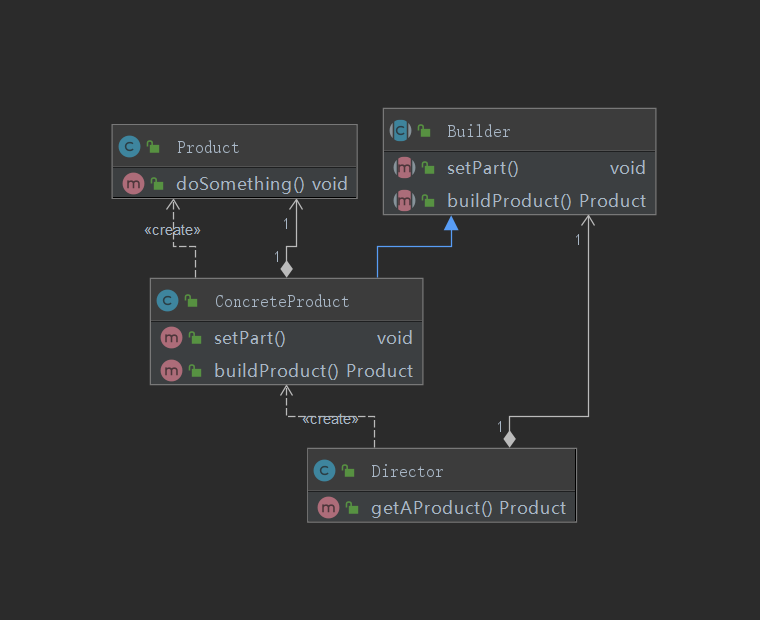 Product
doSomething() void
Builder
setPart() void
buildProduct() Product
«create»
1
1
1
ConcreteProduct
setPart() void
buildProduct() Product
«create»
1
Director
getAProduct() Product